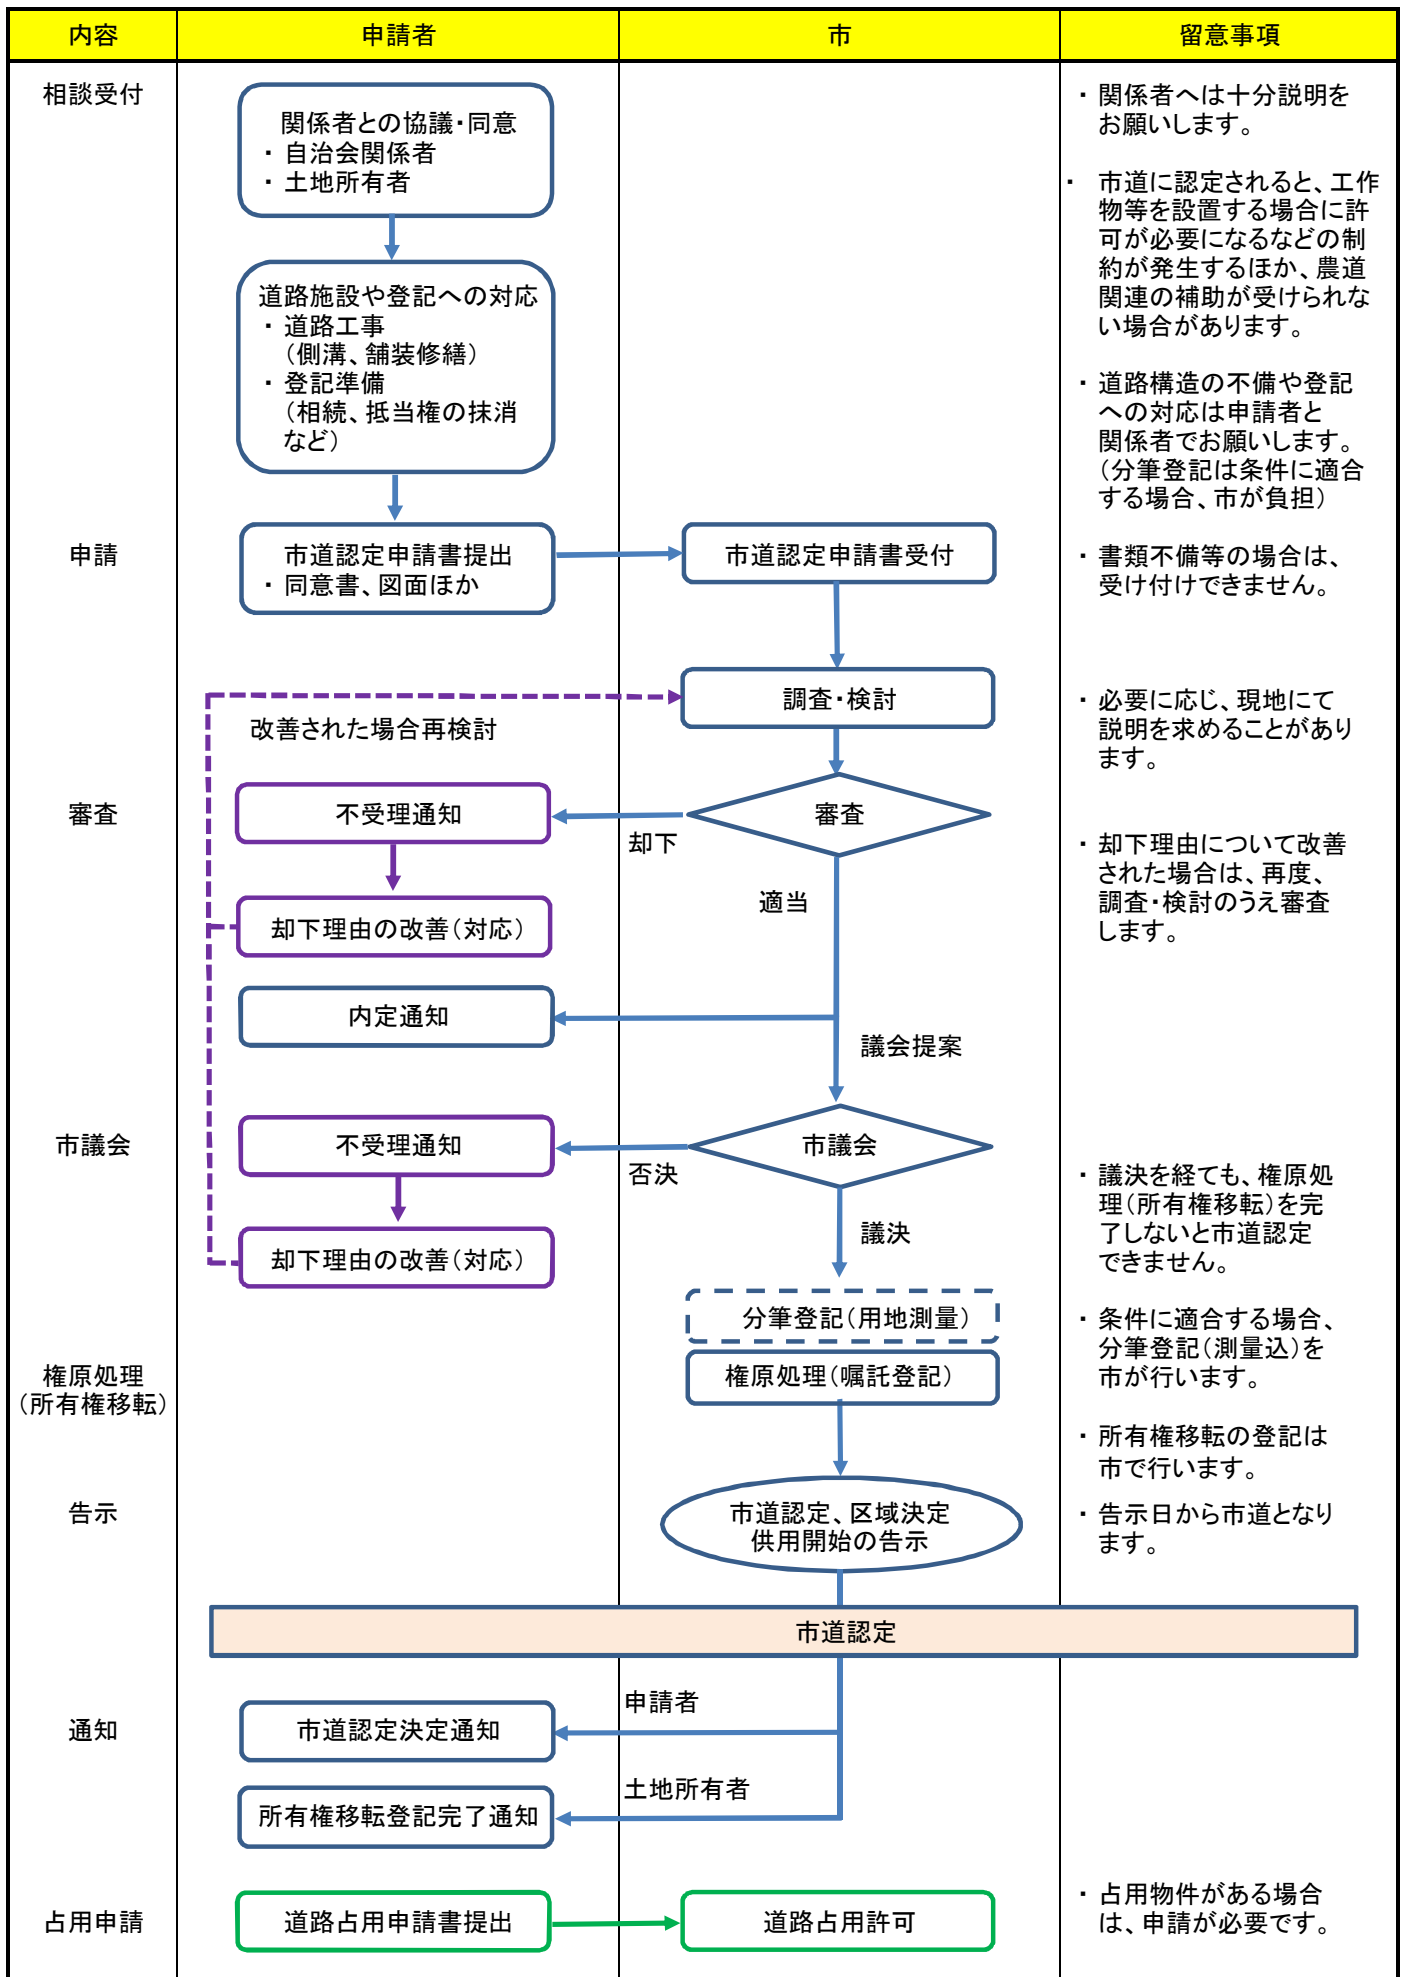 内容
申請者
市
留意事項
相談受付
関係者との協議・同意
・ 自治会関係者
・ 土地所有者
・ 関係者へは十分説明を
お願いします。
・ 市道に認定されると、工作
物等を設置する場合に許
可が必要になるなどの制
約が発生するほか、農道
関連の補助が受けられな
い場合があります。
道路施設や登記への対応
・ 道路工事
（側溝、舗装修繕）
・ 登記準備
（相続、抵当権の抹消
など）
・ 道路構造の不備や登記
への対応は申請者と
関係者でお願いします。
（分筆登記は条件に適合
する場合、市が負担）
申請
市道認定申請書提出
・ 同意書、図面ほか
市道認定申請書受付
・ 書類不備等の場合は、
受け付けできません。
調査・検討
改善された場合再検討
・ 必要に応じ、現地にて
説明を求めることがあり
ます。
審査
不受理通知
却下
審査
・ 却下理由について改善
された場合は、再度、
調査・検討のうえ審査
します。
適当
却下理由の改善（対応）
内定通知
議会提案
市議会
不受理通知
否決
市議会
・ 議決を経ても、権原処
理（所有権移転）を完
了しないと市道認定
できません。
議決
却下理由の改善（対応）
分筆登記（用地測量）
・ 条件に適合する場合、
分筆登記（測量込）を
市が行います。
権原処理
（所有権移転）
権原処理（嘱託登記）
・ 所有権移転の登記は
市で行います。
告示
市道認定、区域決定
供用開始の告示
・ 告示日から市道となり
ます。
市道認定
通知
申請者
市道認定決定通知
土地所有者
所有権移転登記完了通知
占用申請
道路占用申請書提出
道路占用許可
・ 占用物件がある場合
は、申請が必要です。